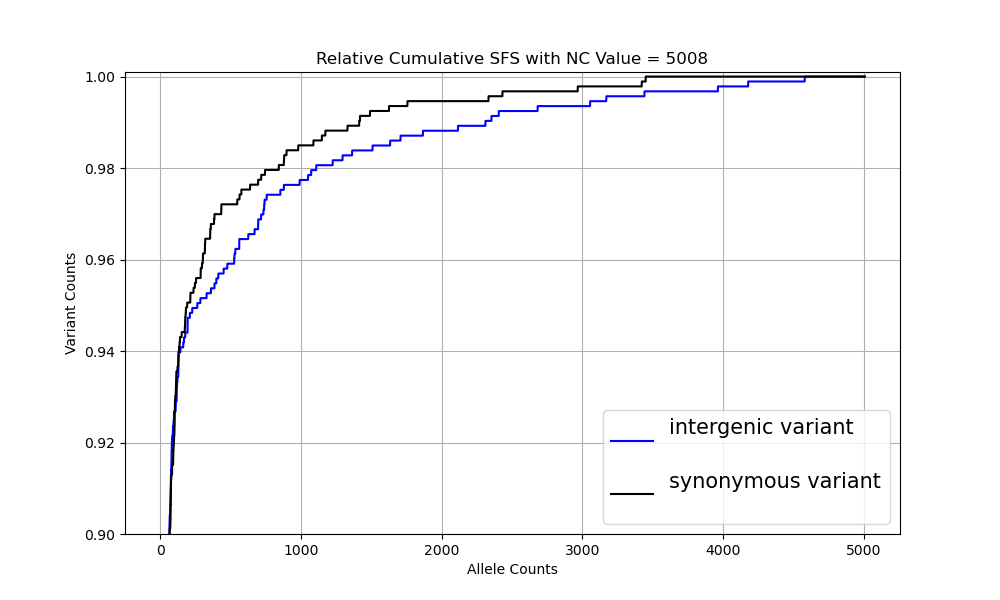 Relative Cumulative SFS with NC Value = 5008
1.00
0.98
0.96
0.94
0.92
0.90
Variant Counts
intergenic variant
synonymous variant
0
1000
2000
3000
4000
5000
Allele Counts